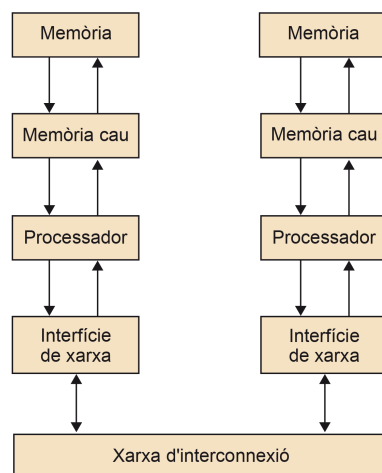 Memòria
Memòria
Memòria cau
Memòria cau
Processador
Processador
Interfície
de xarxa
Interfície
de xarxa
Xarxa d'interconnexió